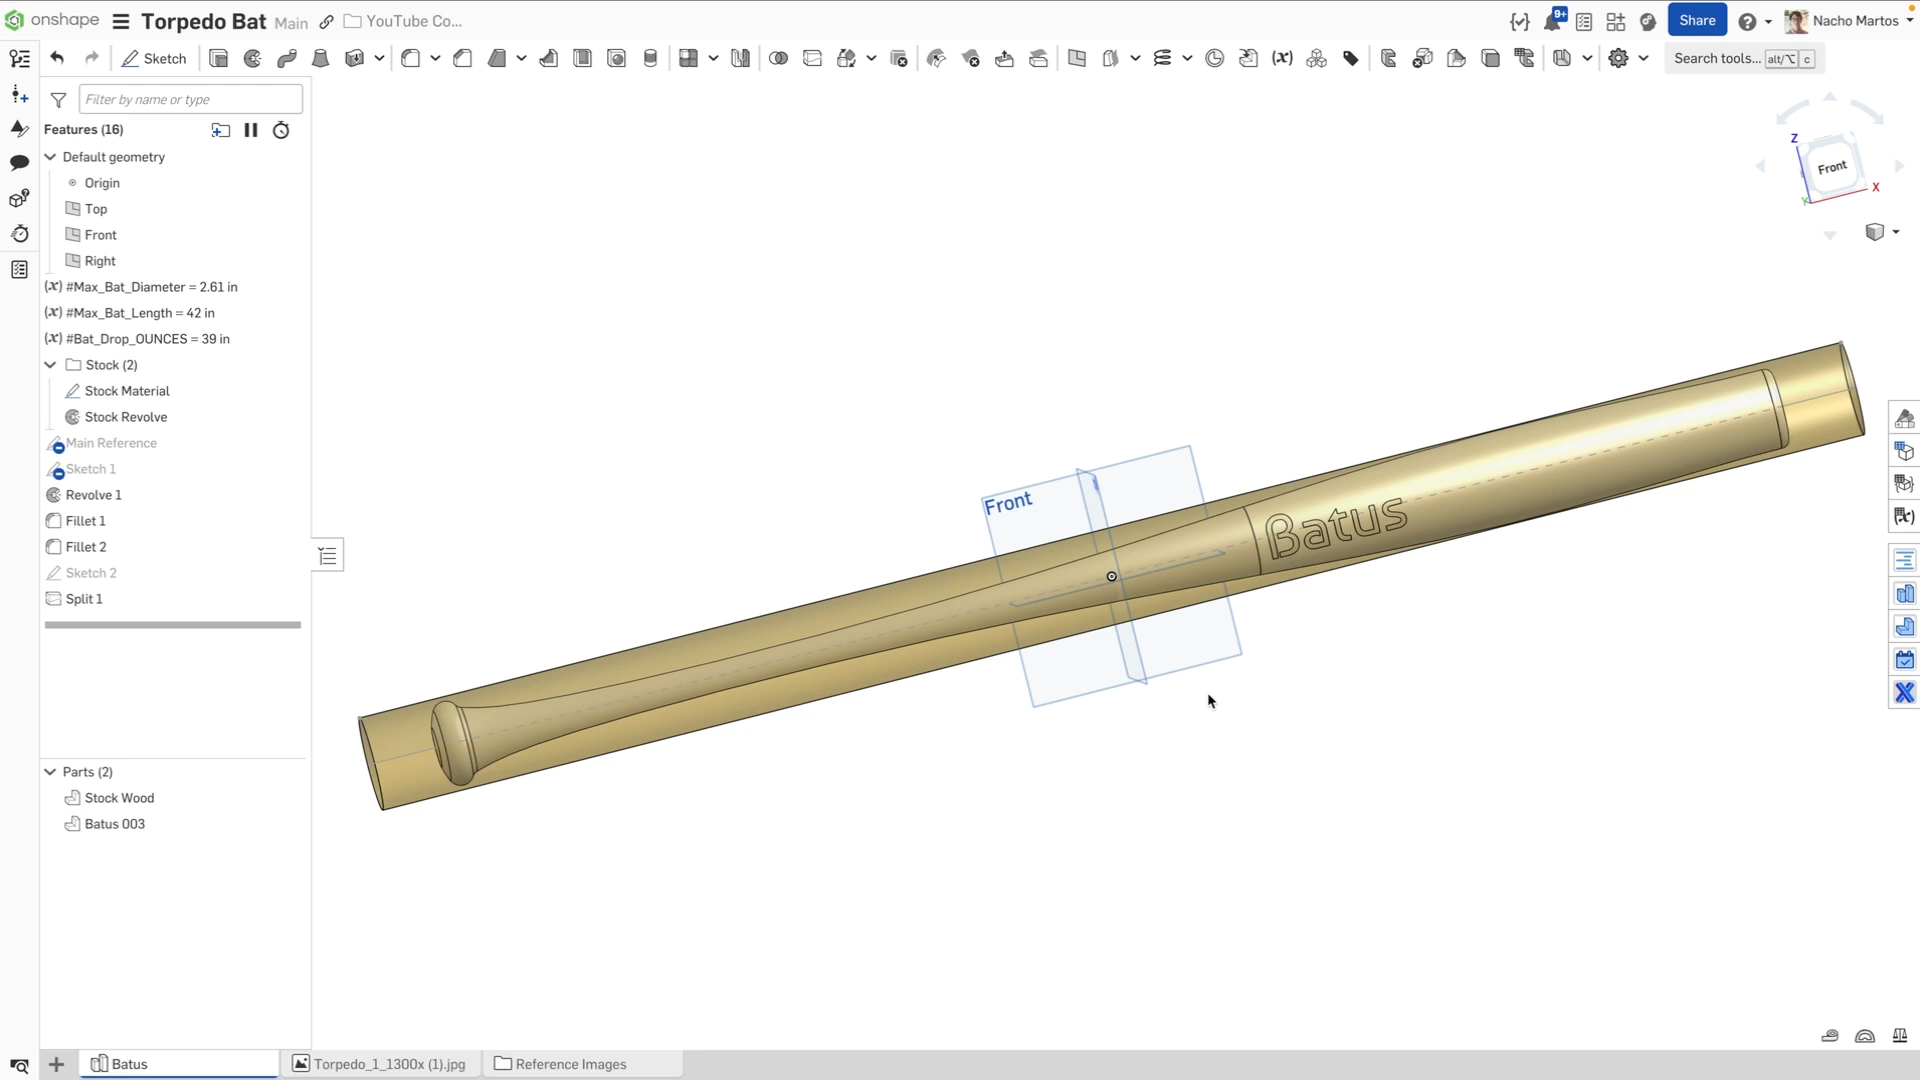 onshape
Torpedo Bat Main YouTube Co...
9+
Share
Nacho Martos
Sketch
Search tools... alt/⌥ c
Filter by name or type
Features (16)
Default geometry
Origin
Top
Front
Right
(x) #Max_Bat_Diameter = 2.61 in
(x) #Max_Bat_Length = 42 in
(x) #Bat_Drop_OUNCES = 39 in
Stock (2)
Stock Material
Stock Revolve
Main Reference
Sketch 1
Revolve 1
Fillet 1
Fillet 2
Sketch 2
Split 1
Parts (2)
Stock Wood
Batus 003
Front
Batus
Z
Front
X
Y
Batus
Torpedo_1_1300x (1).jpg
Reference Images